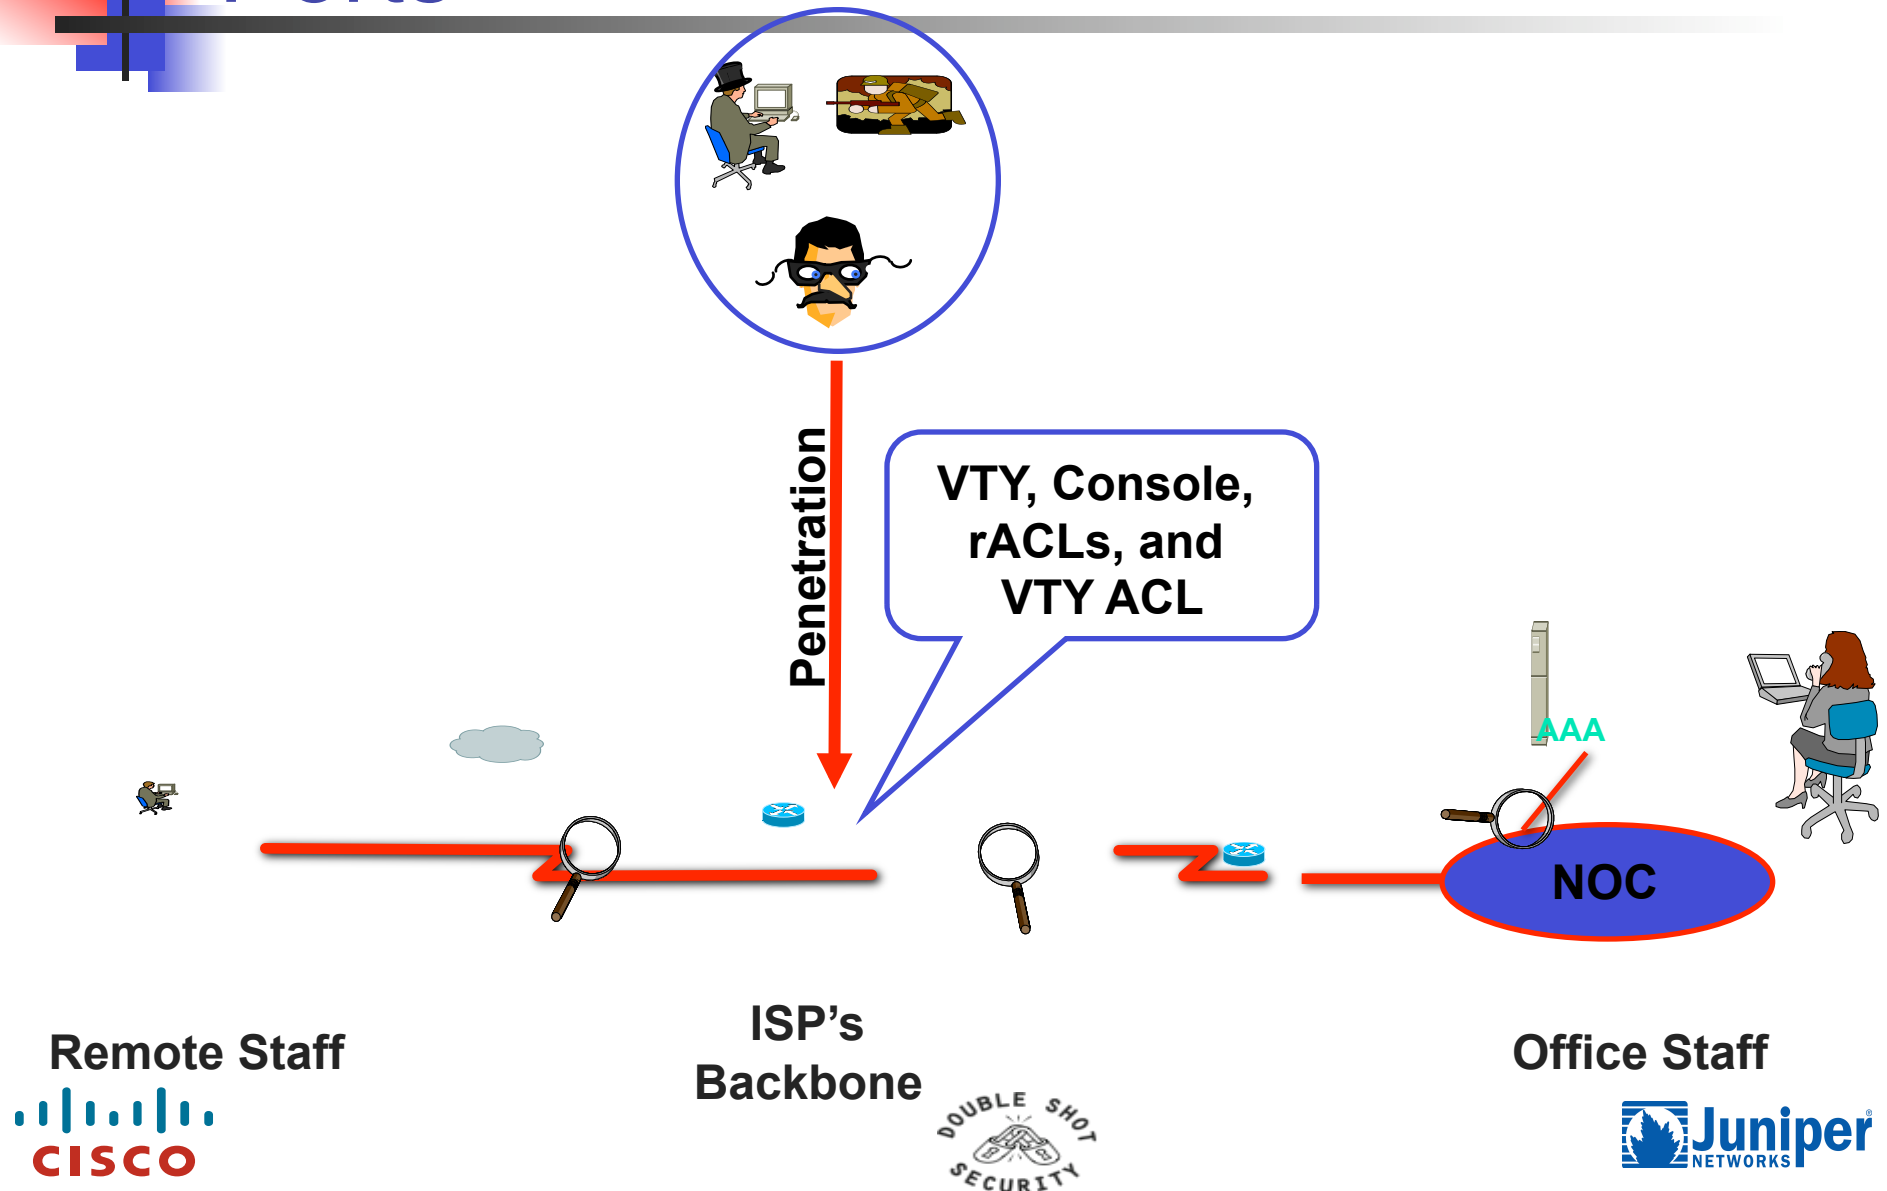 Ports
Penetration
VTY, Console,
rACLs, and
VTY ACL
AAA
NOC
Remote Staff
ISP's
Backbone
Office Staff
CISCO
DOUBLE SHOT
SECURITY
Juniper
NETWORKS